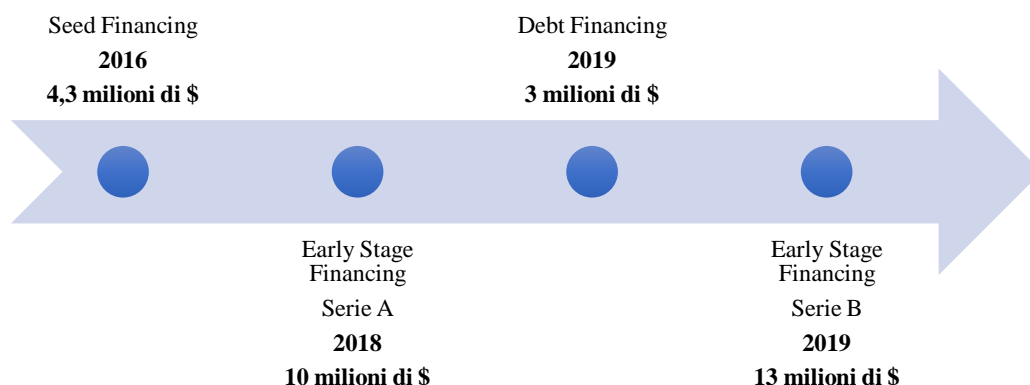 Seed Financing
2016
4,3 milioni di $
Early Stage
Financing
Serie A
2018
10 milioni di $
Debt Financing
2019
3 milioni di $
Early Stage
Financing
Serie B
2019
13 milioni di $